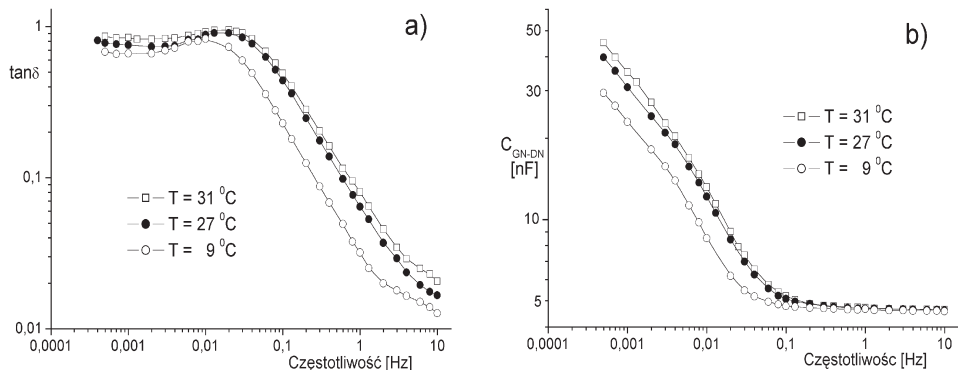 a)
1
tanδ
0,1
0,01
T = 31 ⁰C
T = 27 ⁰C
T = 9 ⁰C
0,0001 0,001 0,01 0,1 1 10
Częstotliwość [Hz]
b)
50
30
C GN-DN
[nF]
10
5
T = 31 ⁰C
T = 27 ⁰C
T = 9 ⁰C
0,0001 0,001 0,01 0,1 1 10
Częstotliwość [Hz]